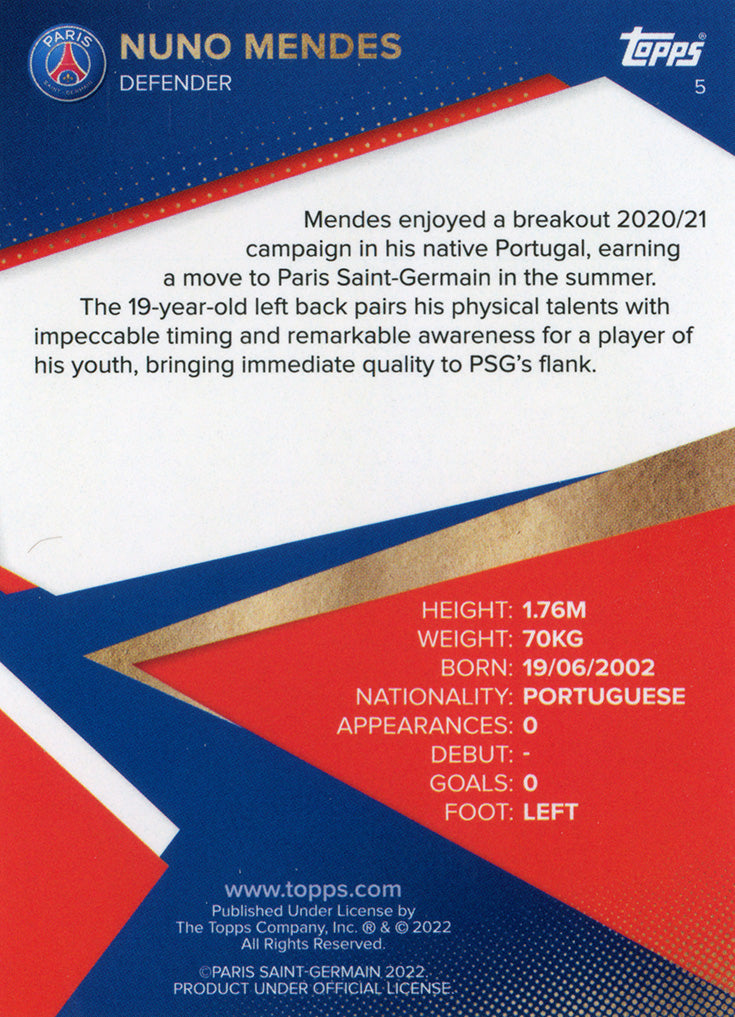 PARIS
SAINT-GERMAIN
NUNO MENDES
DEFENDER
TOPPS®
5
Mendes enjoyed a breakout 2020/21
campaign in his native Portugal, earning
a move to Paris Saint-Germain in the summer.
The 19-year-old left back pairs his physical talents with
impeccable timing and remarkable awareness for a player of
his youth, bringing immediate quality to PSG's flank.
HEIGHT: 1.76M
WEIGHT: 70KG
BORN: 19/06/2002
NATIONALITY: PORTUGUESE
APPEARANCES: 0
DEBUT: -
GOALS: 0
FOOT: LEFT
www.topps.com
Published Under License by
The Topps Company, Inc. ® & © 2022
All Rights Reserved.
©PARIS SAINT-GERMAIN 2022.
PRODUCT UNDER OFFICIAL LICENSE.